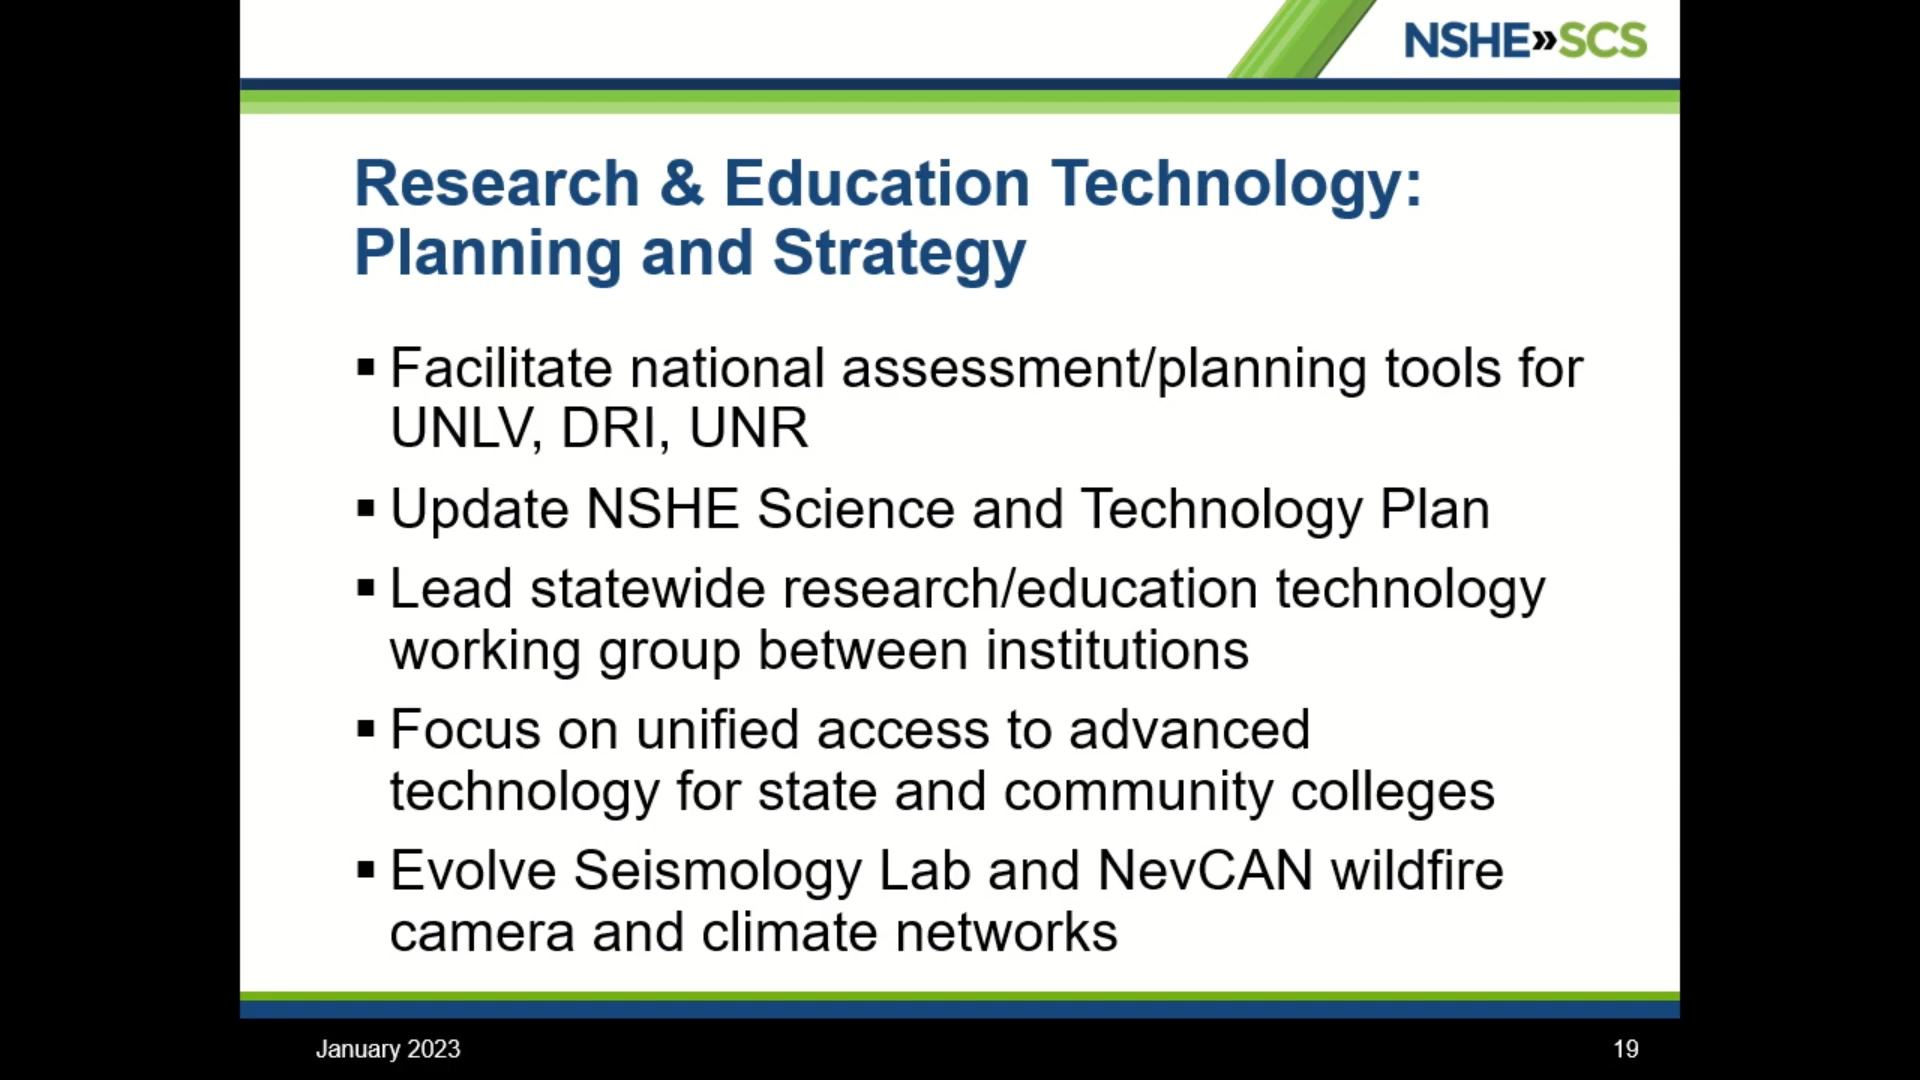 NSHE»SCS
Research & Education Technology:
Planning and Strategy
▪ Facilitate national assessment/planning tools for
UNLV, DRI, UNR
▪ Update NSHE Science and Technology Plan
▪ Lead statewide research/education technology
working group between institutions
▪ Focus on unified access to advanced
technology for state and community colleges
▪ Evolve Seismology Lab and NevCAN wildfire
camera and climate networks
January 2023
19